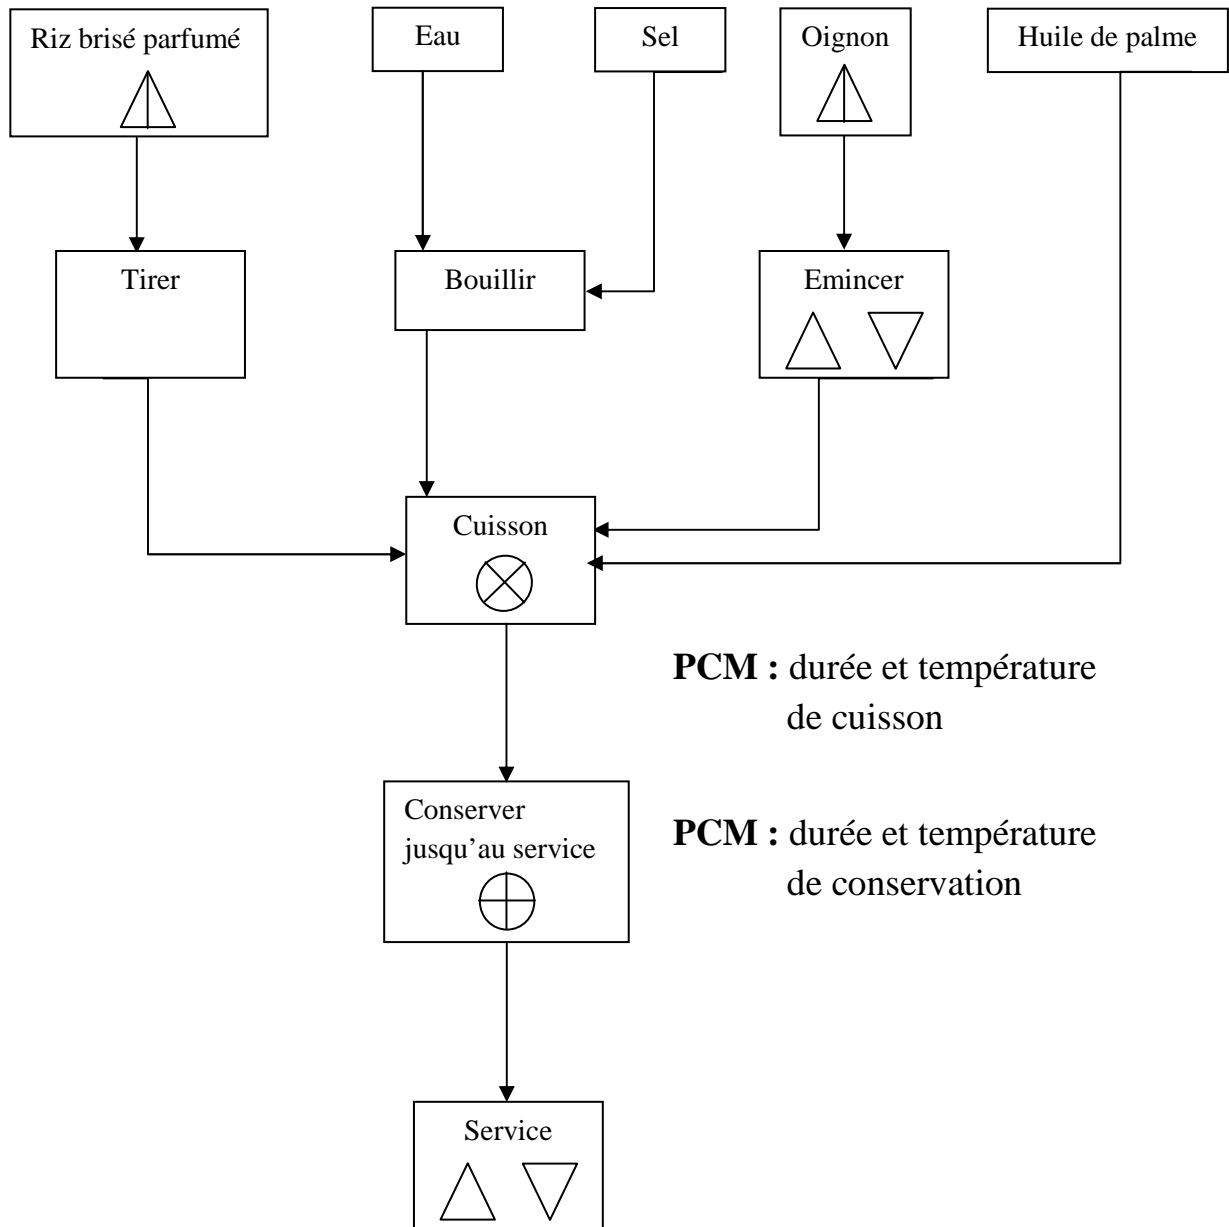 Riz brisé parfumé
Eau
Sel
Oignon
Huile de palme
Tirer
Bouillir
Emincer
Cuisson
PCM : durée et température
de cuisson
Conserver
jusqu’au service
PCM : durée et température
de conservation
Service